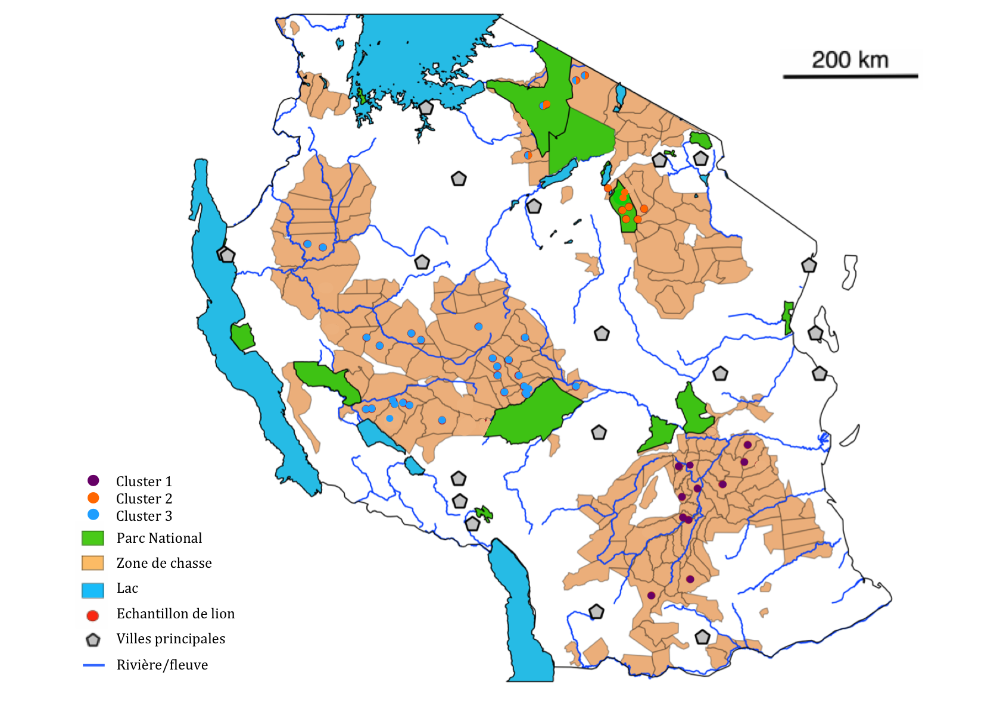 200 km
Cluster 1
Cluster 2
Cluster 3
Parc National
Zone de chasse
Lac
Echantillon de lion
Villes principales
Rivière/fleuve